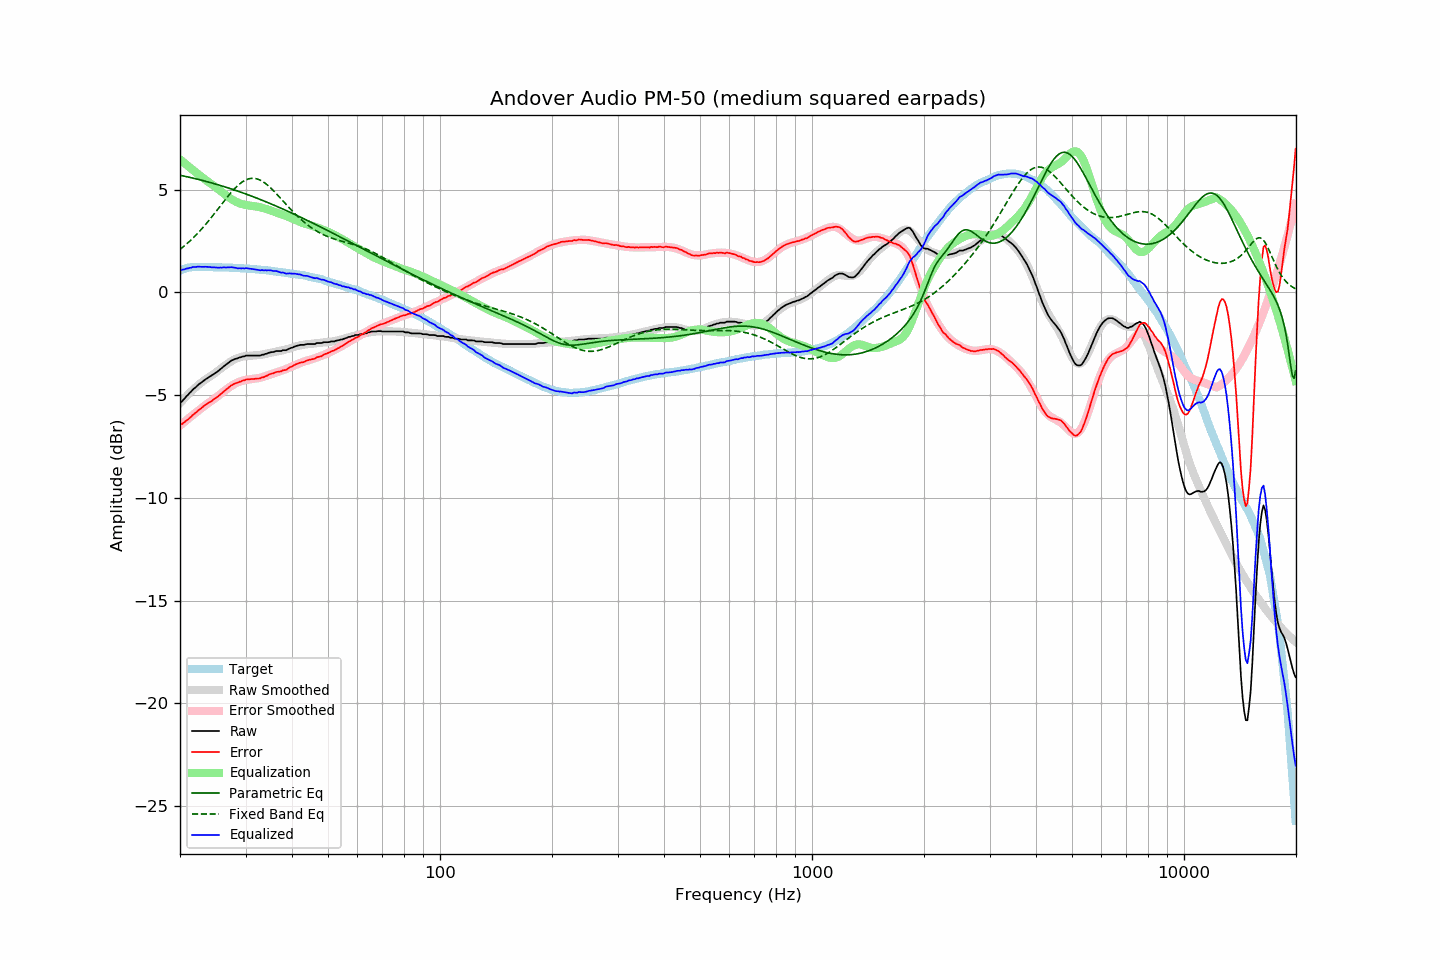 Andover Audio PM-50 (medium squared earpads)
Amplitude (dBr)
5
0
−5
−10
−15
−20
−25
Target
Raw Smoothed
Error Smoothed
Raw
Error
Equalization
Parametric Eq
Fixed Band Eq
Equalized
100
1000
10000
Frequency (Hz)